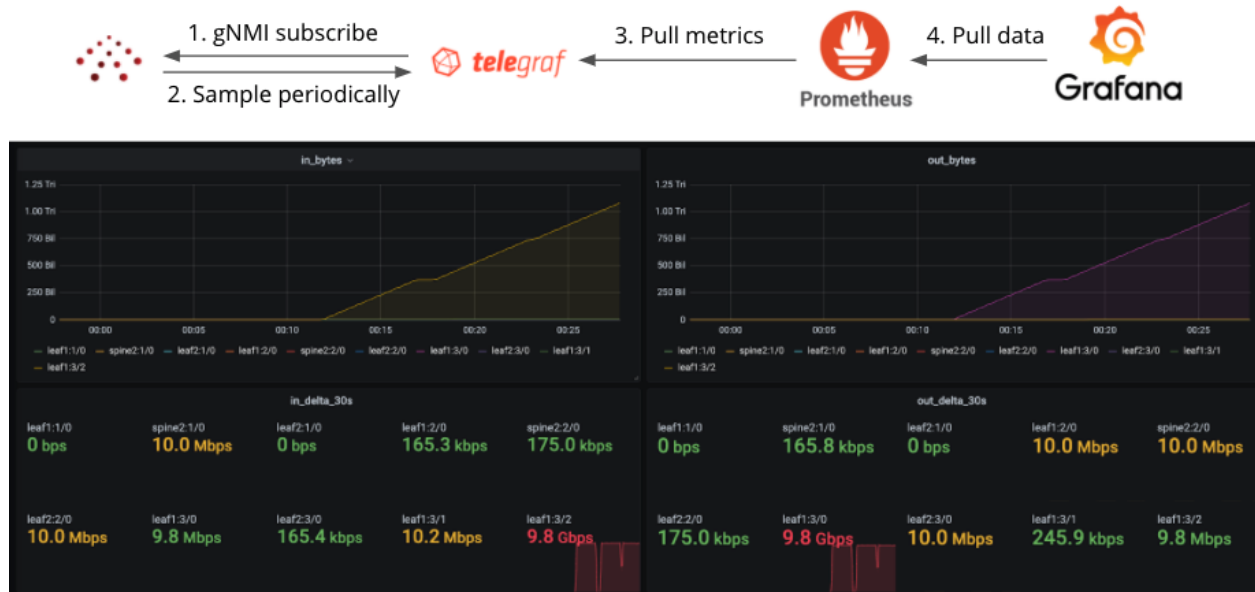 1. gNMI subscribe
2. Sample periodically
telegraf
3. Pull metrics
Prometheus
4. Pull data
Grafana
in_bytes
1.25 Tri
1.00 Tri
750 Bil
500 Bil
250 Bil
0
00:00 00:05 00:10 00:15 00:20 00:25
leaf1:1/0 spine2:1/0 leaf2:1/0 leaf1:2/0 spine2:2/0 leaf2:2/0 leaf1:3/0 leaf2:3/0 leaf1:3/1
leaf1:3/2
out_bytes
1.25 Tri
1.00 Tri
750 Bil
500 Bil
250 Bil
0
00:00 00:05 00:10 00:15 00:20 00:25
leaf1:1/0 spine2:1/0 leaf2:1/0 leaf1:2/0 spine2:2/0 leaf2:2/0 leaf1:3/0 leaf2:3/0 leaf1:3/1
leaf1:3/2
in_delta_30s
leaf1:1/0 spine2:1/0 leaf2:1/0 leaf1:2/0 spine2:2/0
0 bps 10.0 Mbps 0 bps 165.3 kbps 175.0 kbps
leaf2:2/0 leaf1:3/0 leaf2:3/0 leaf1:3/1 leaf1:3/2
10.0 Mbps 9.8 Mbps 165.4 kbps 10.2 Mbps 9.8 Gbps
out_delta_30s
leaf1:1/0 spine2:1/0 leaf2:1/0 leaf1:2/0 spine2:2/0
0 bps 165.8 kbps 0 bps 10.0 Mbps 10.0 Mbps
leaf2:2/0 leaf1:3/0 leaf2:3/0 leaf1:3/1 leaf1:3/2
175.0 kbps 9.8 Gbps 10.0 Mbps 245.9 kbps 9.8 Mbps